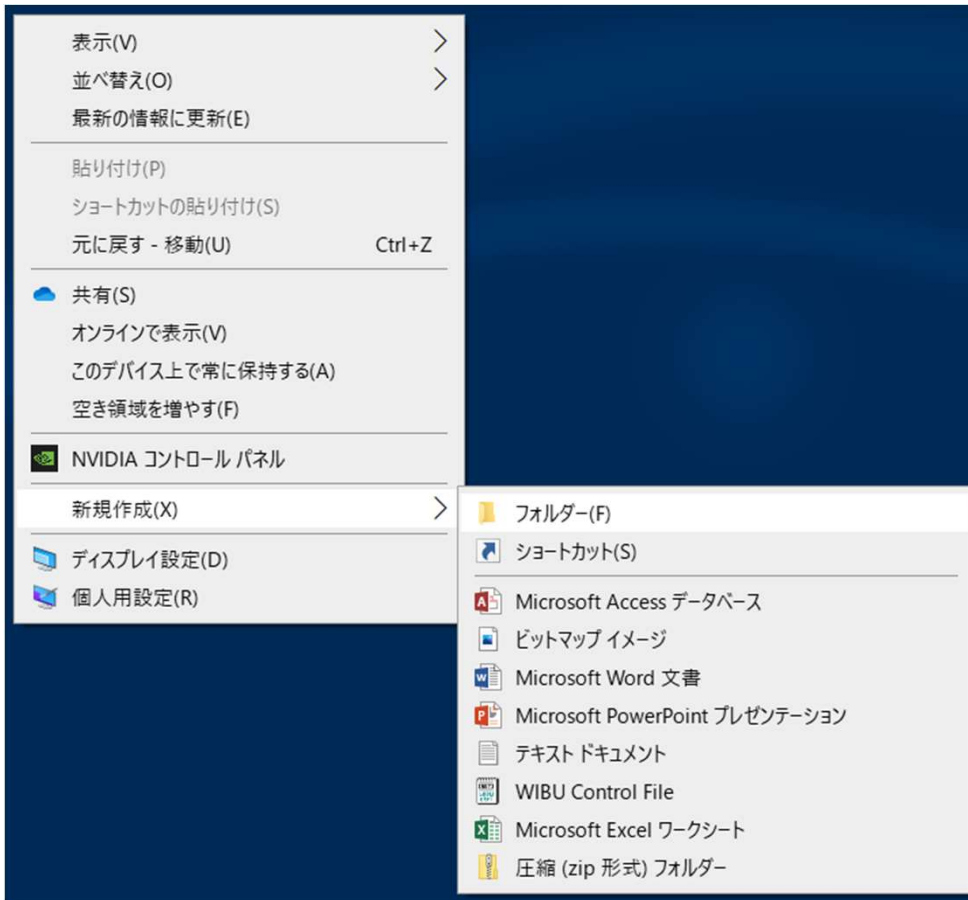 表示(V)
並べ替え(O)
最新の情報に更新(E)
貼り付け(P)
ショートカットの貼り付け(S)
元に戻す - 移動(U) Ctrl+Z
共有(S)
オンラインで表示(V)
このデバイス上で常に保持する(A)
空き領域を増やす(F)
NVIDIA コントロール パネル
新規作成(X)
ディスプレイ設定(D)
個人用設定(R)
フォルダー(F)
ショートカット(S)
Microsoft Access データベース
ビットマップ イメージ
Microsoft Word 文書
Microsoft PowerPoint プレゼンテーション
テキスト ドキュメント
WIBU Control File
Microsoft Excel ワークシート
圧縮 (zip 形式) フォルダー